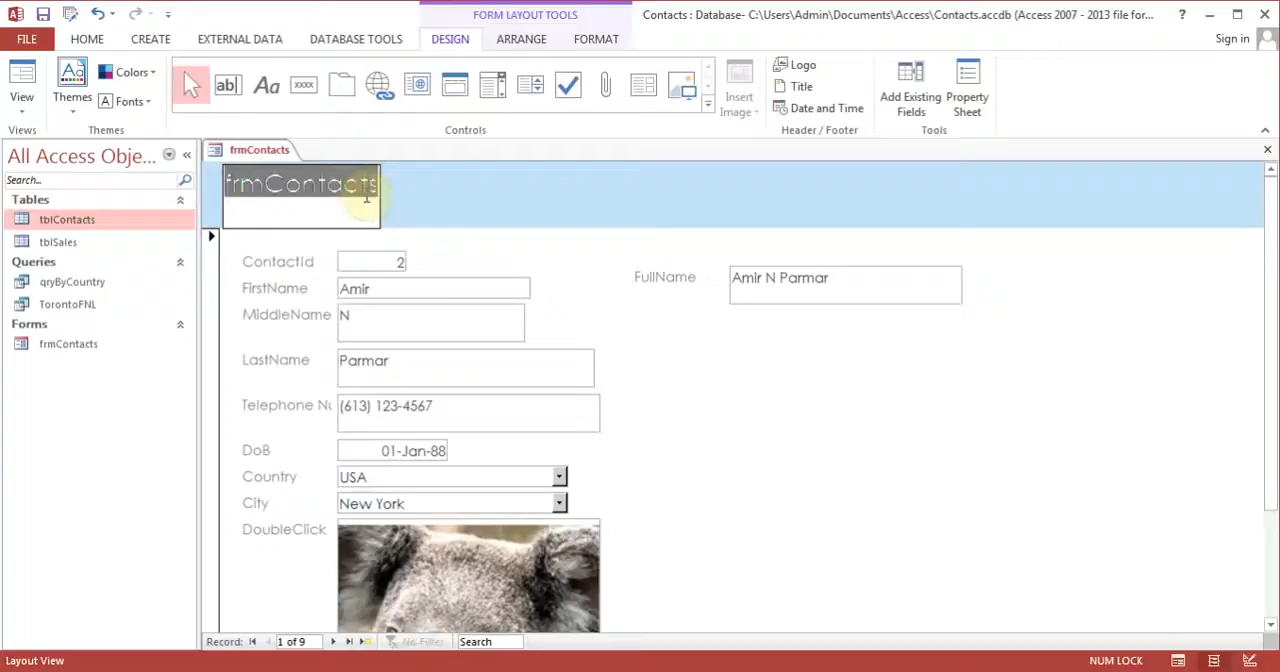 FORM LAYOUT TOOLS
Contacts : Database- C:\Users\Admin\Documents\Access\Contacts.accdb (Access 2007 - 2013 file for...
?
FILE
HOME
CREATE
EXTERNAL DATA
DATABASE TOOLS
DESIGN
ARRANGE
FORMAT
Sign in
View
Views
Themes
Colors
Fonts
Themes
ab|
Aa
xxxx
Controls
Insert
Image
Logo
Title
Date and Time
Header / Footer
Add Existing
Fields
Property
Sheet
Tools
All Access Obje...
Search...
Tables
tblContacts
tblSales
Queries
qryByCountry
TorontoFNL
Forms
frmContacts
frmContacts
frmContacts
ContactId 2
FirstName Amir
MiddleName N
LastName Parmar
Telephone Nu (613) 123-4567
DoB 01-Jan-88
Country USA
City New York
DoubleClick
FullName Amir N Parmar
Record: 1 of 9 No Filter Search
Layout View
NUM LOCK